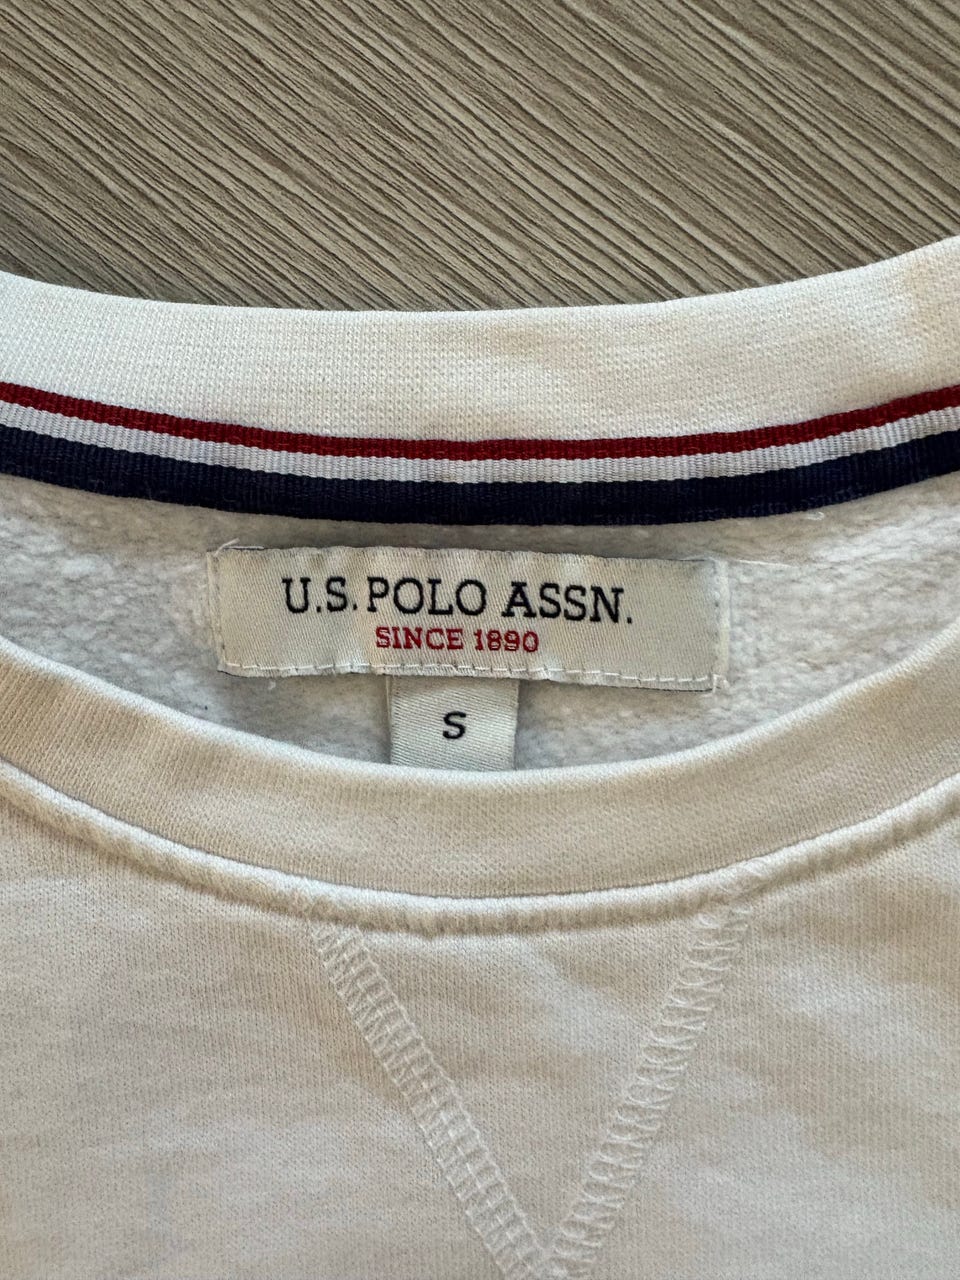 U.S. POLO ASSN.
SINCE 1890
S